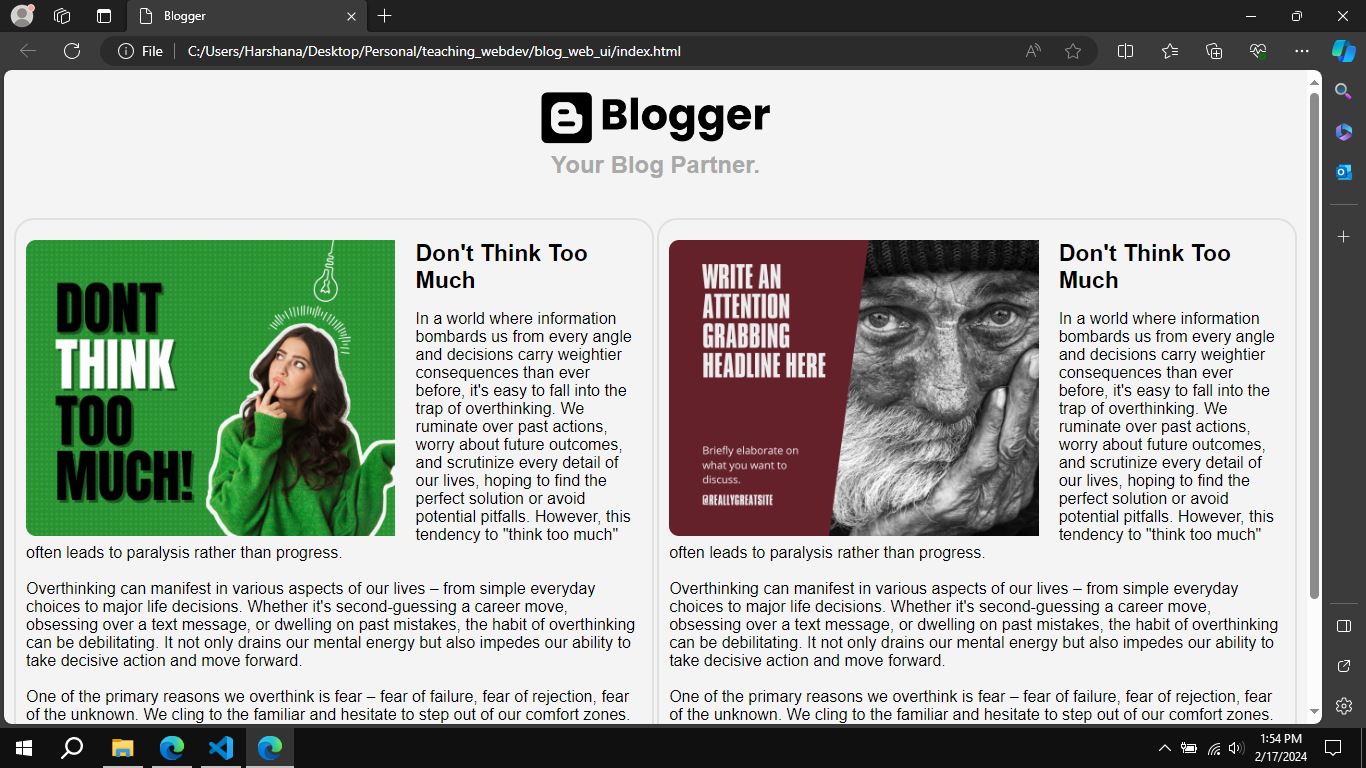 Blogger
File
C:/Users/Harshana/Desktop/Personal/teaching_webdev/blog_web_ui/index.html
Blogger
Your Blog Partner.
DONT
THINK
TOO
MUCH!
Don't Think Too
Much
In a world where information
bombards us from every angle
and decisions carry weightier
consequences than ever
before, it's easy to fall into the
trap of overthinking. We
ruminate over past actions,
worry about future outcomes,
and scrutinize every detail of
our lives, hoping to find the
perfect solution or avoid
potential pitfalls. However, this
tendency to "think too much"
often leads to paralysis rather than progress.
Overthinking can manifest in various aspects of our lives – from simple everyday
choices to major life decisions. Whether it's second-guessing a career move,
obsessing over a text message, or dwelling on past mistakes, the habit of overthinking
can be debilitating. It not only drains our mental energy but also impedes our ability to
take decisive action and move forward.
One of the primary reasons we overthink is fear – fear of failure, fear of rejection, fear
of the unknown. We cling to the familiar and hesitate to step out of our comfort zones.
WRITE AN
ATTENTION
GRABBING
HEADLINE HERE
Briefly elaborate on
what you want to
discuss.
@REALLYGREATSITE
Don't Think Too
Much
In a world where information
bombards us from every angle
and decisions carry weightier
consequences than ever
before, it's easy to fall into the
trap of overthinking. We
ruminate over past actions,
worry about future outcomes,
and scrutinize every detail of
our lives, hoping to find the
perfect solution or avoid
potential pitfalls. However, this
tendency to "think too much"
often leads to paralysis rather than progress.
Overthinking can manifest in various aspects of our lives – from simple everyday
choices to major life decisions. Whether it's second-guessing a career move,
obsessing over a text message, or dwelling on past mistakes, the habit of overthinking
can be debilitating. It not only drains our mental energy but also impedes our ability to
take decisive action and move forward.
One of the primary reasons we overthink is fear – fear of failure, fear of rejection, fear
of the unknown. We cling to the familiar and hesitate to step out of our comfort zones.
1:54 PM
2/17/2024